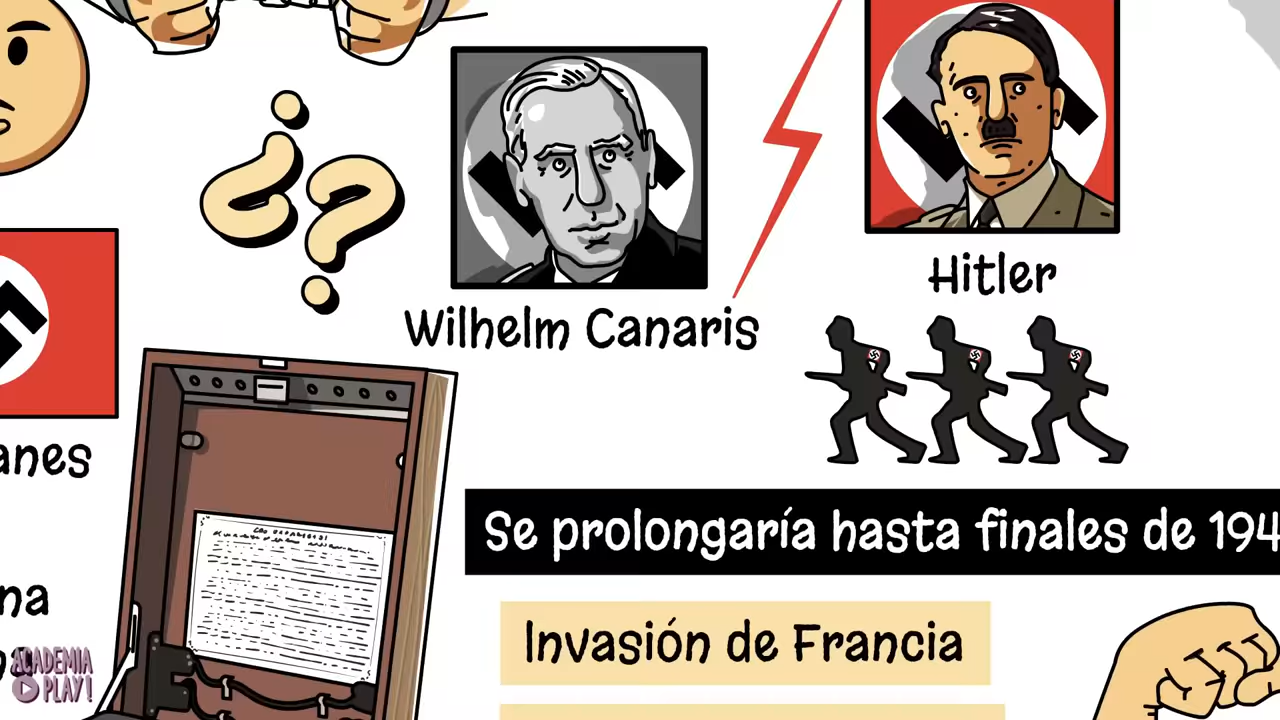 ¿?
Wilhelm Canaris
Hitler
anes
Se prolongaría hasta finales de 194
na
Invasión de Francia
ACADEMIA
PLAY!